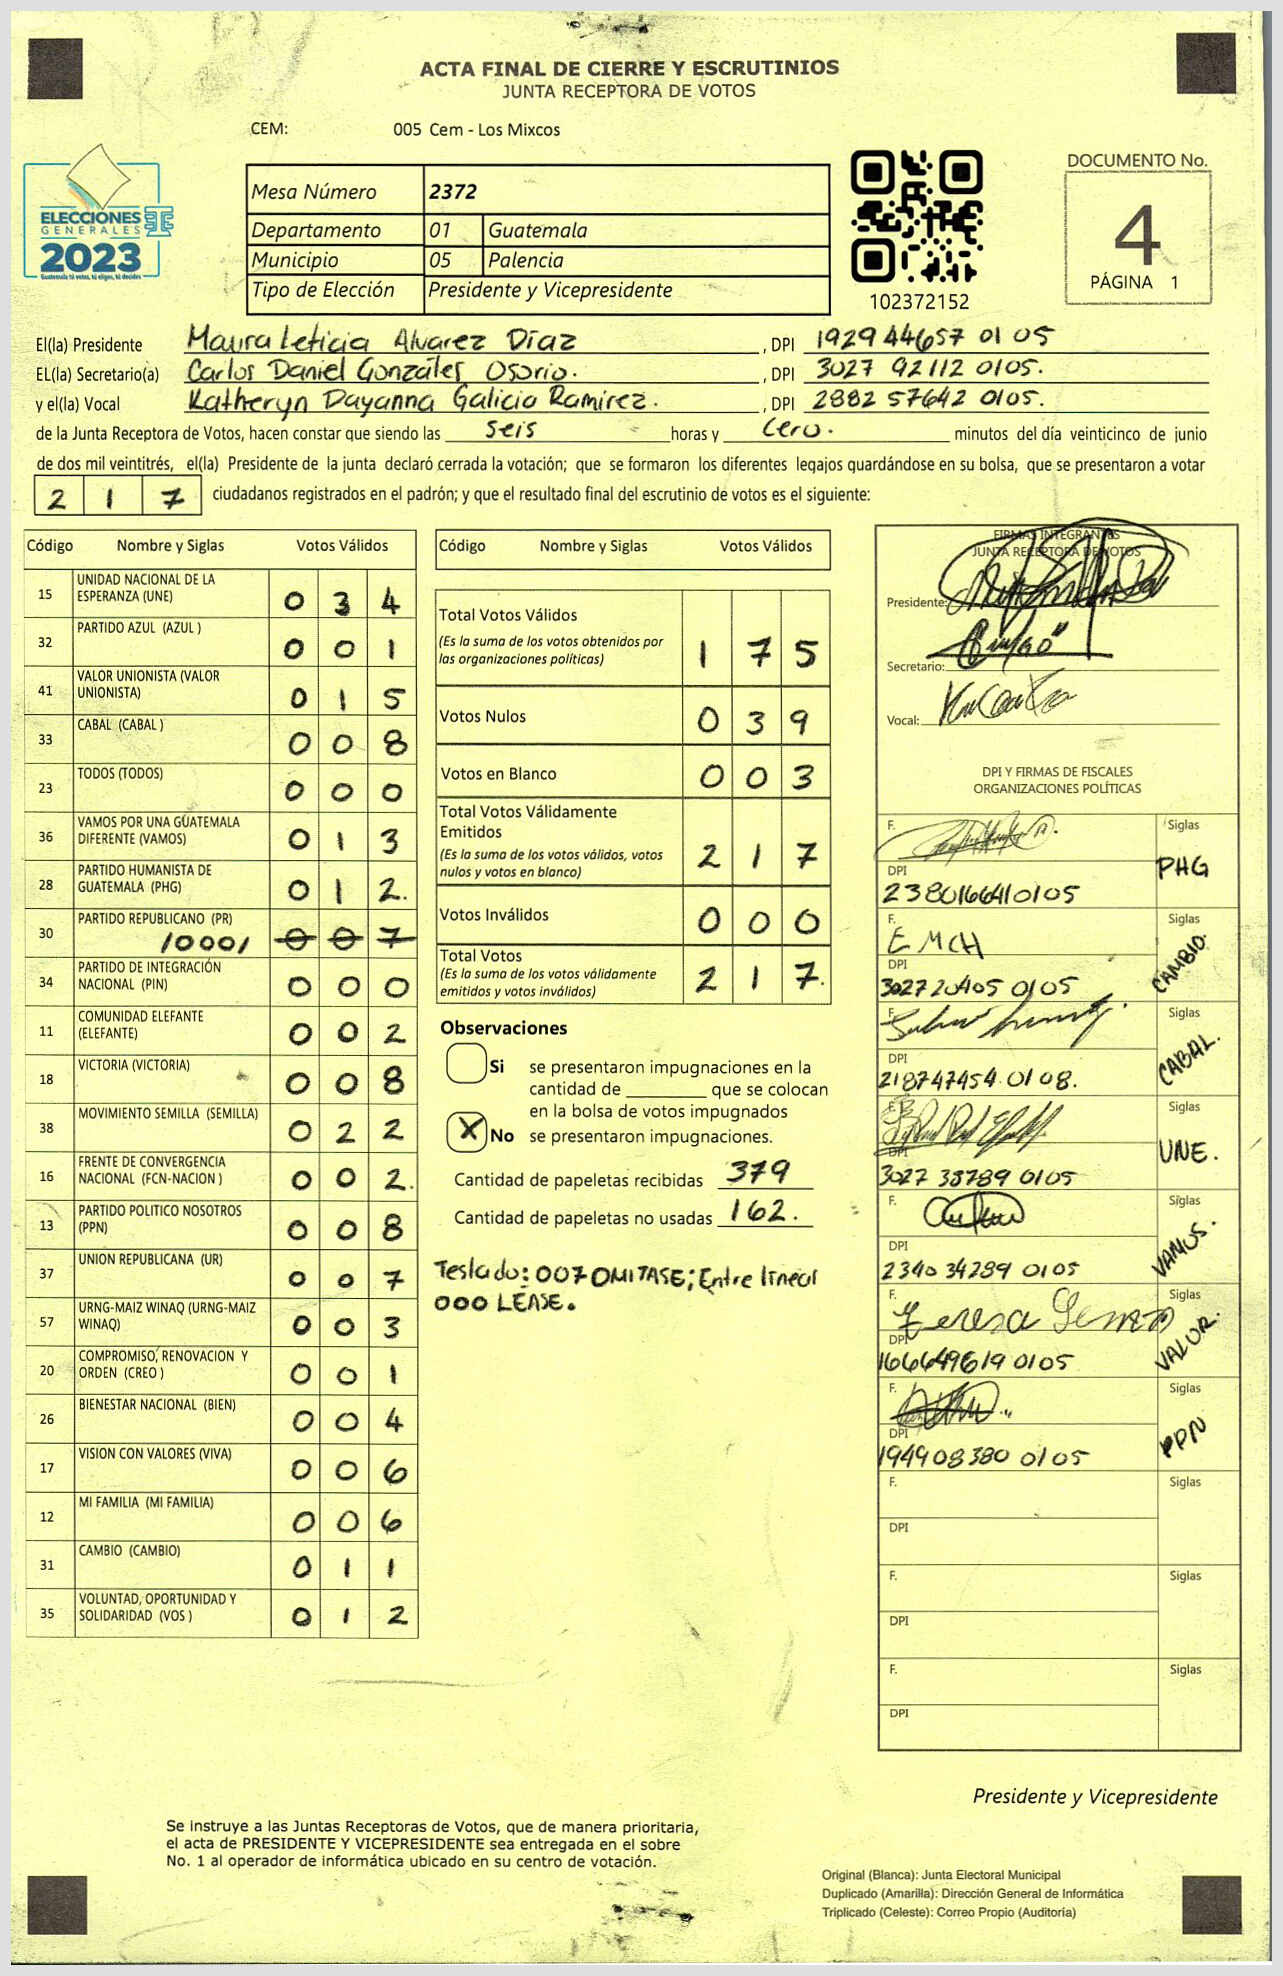 ACTA FINAL DE CIERRE Y ESCRUTINIOS
JUNTA RECEPTORA DE VOTOS
CEM: 005 Cem - Los Mixcos
ELECCIONES
GENERALES
2023
Guatemala tú votas, tú eliges, tú decides
Mesa Número 2372
Departamento 01 Guatemala
Municipio 05 Palencia
Tipo de Elección Presidente y Vicepresidente
102372152
DOCUMENTO No.
4
PÁGINA 1
El(la) Presidente Mayra Leticia Alvarez Díaz, DPI 1929 44657 01 05
EL(la) Secretario(a) Carlos Daniel Gonzáles Osorio., DPI 3027 92112 0105.
y el(la) Vocal Katheryn Dayanna Galicia Ramirez., DPI 2882 57642 0105.
de la Junta Receptora de Votos, hacen constar que siendo las seis horas y cero. minutos del día veinticinco de junio
de dos mil veintitrés, el(la) Presidente de la junta declaró cerrada la votación; que se formaron los diferentes legajos guardándose en su bolsa, que se presentaron a votar
2 1 7 ciudadanos registrados en el padrón; y que el resultado final del escrutinio de votos es el siguiente:
Código Nombre y Siglas Votos Válidos
15 UNIDAD NACIONAL DE LA
ESPERANZA (UNE) 0 3 4
32 PARTIDO AZUL (AZUL ) 0 0 1
41 VALOR UNIONISTA (VALOR
UNIONISTA) 0 1 5
33 CABAL (CABAL ) 0 0 8
23 TODOS (TODOS) 0 0 0
36 VAMOS POR UNA GUATEMALA
DIFERENTE (VAMOS) 0 1 3
28 PARTIDO HUMANISTA DE
GUATEMALA (PHG) 0 1 2.
30 PARTIDO REPUBLICANO (PR)
10001 0 0 7
34 PARTIDO DE INTEGRACIÓN
NACIONAL (PIN) 0 0 0
11 COMUNIDAD ELEFANTE
(ELEFANTE) 0 0 2
18 VICTORIA (VICTORIA) 0 0 8
38 MOVIMIENTO SEMILLA (SEMILLA) 0 2 2
16 FRENTE DE CONVERGENCIA
NACIONAL (FCN-NACION ) 0 0 2.
13 PARTIDO POLITICO NOSOTROS
(PPN) 0 0 8
37 UNION REPUBLICANA (UR) 0 0 7
57 URNG-MAIZ WINAQ (URNG-MAIZ
WINAQ) 0 0 3
20 COMPROMISO, RENOVACION Y
ORDEN (CREO ) 0 0 1
26 BIENESTAR NACIONAL (BIEN) 0 0 4
17 VISION CON VALORES (VIVA) 0 0 6
12 MI FAMILIA (MI FAMILIA) 0 0 6
31 CAMBIO (CAMBIO) 0 1 1
35 VOLUNTAD, OPORTUNIDAD Y
SOLIDARIDAD (VOS ) 0 1 2
Código Nombre y Siglas Votos Válidos
Total Votos Válidos
(Es la suma de los votos obtenidos por
las organizaciones políticas) 1 7 5
Votos Nulos 0 3 9
Votos en Blanco 0 0 3
Total Votos Válidamente
Emitidos
(Es la suma de los votos válidos, votos
nulos y votos en blanco) 2 1 7
Votos Inválidos 0 0 0
Total Votos
(Es la suma de los votos válidamente
emitidos y votos inválidos) 2 1 7.
Observaciones
Si se presentaron impugnaciones en la
cantidad de ________ que se colocan
en la bolsa de votos impugnados
X No se presentaron impugnaciones.
Cantidad de papeletas recibidas 379
Cantidad de papeletas no usadas 162.
Teslado: 007 OMITASE; Entre lineal
000 LEASE.
FIRMAS INTEGRANTES
JUNTA RECEPTORA DE VOTOS
Presidente:
Secretario:
Vocal:
DPI Y FIRMAS DE FISCALES
ORGANIZACIONES POLÍTICAS
F. Siglas
PHG
DPI
238016641 0105
F. EMCH Siglas
CAMBIO.
DPI
3027 20405 0105
F. Siglas
CABAL.
DPI
218747454 0108.
F. Siglas
UNE.
DPI
3027 38789 0105
F. Siglas
VAMOS.
DPI
2340 34289 0105
F. Teresa Siglas
VALOR.
DPI
166649619 0105
F. Siglas
PPN
DPI
194908380 0105
F. Siglas
DPI
F. Siglas
DPI
F. Siglas
DPI
Presidente y Vicepresidente
Se instruye a las Juntas Receptoras de Votos, que de manera prioritaria,
el acta de PRESIDENTE Y VICEPRESIDENTE sea entregada en el sobre
No. 1 al operador de informática ubicado en su centro de votación.
Original (Blanca): Junta Electoral Municipal
Duplicado (Amarilla): Dirección General de Informática
Triplicado (Celeste): Correo Propio (Auditoría)